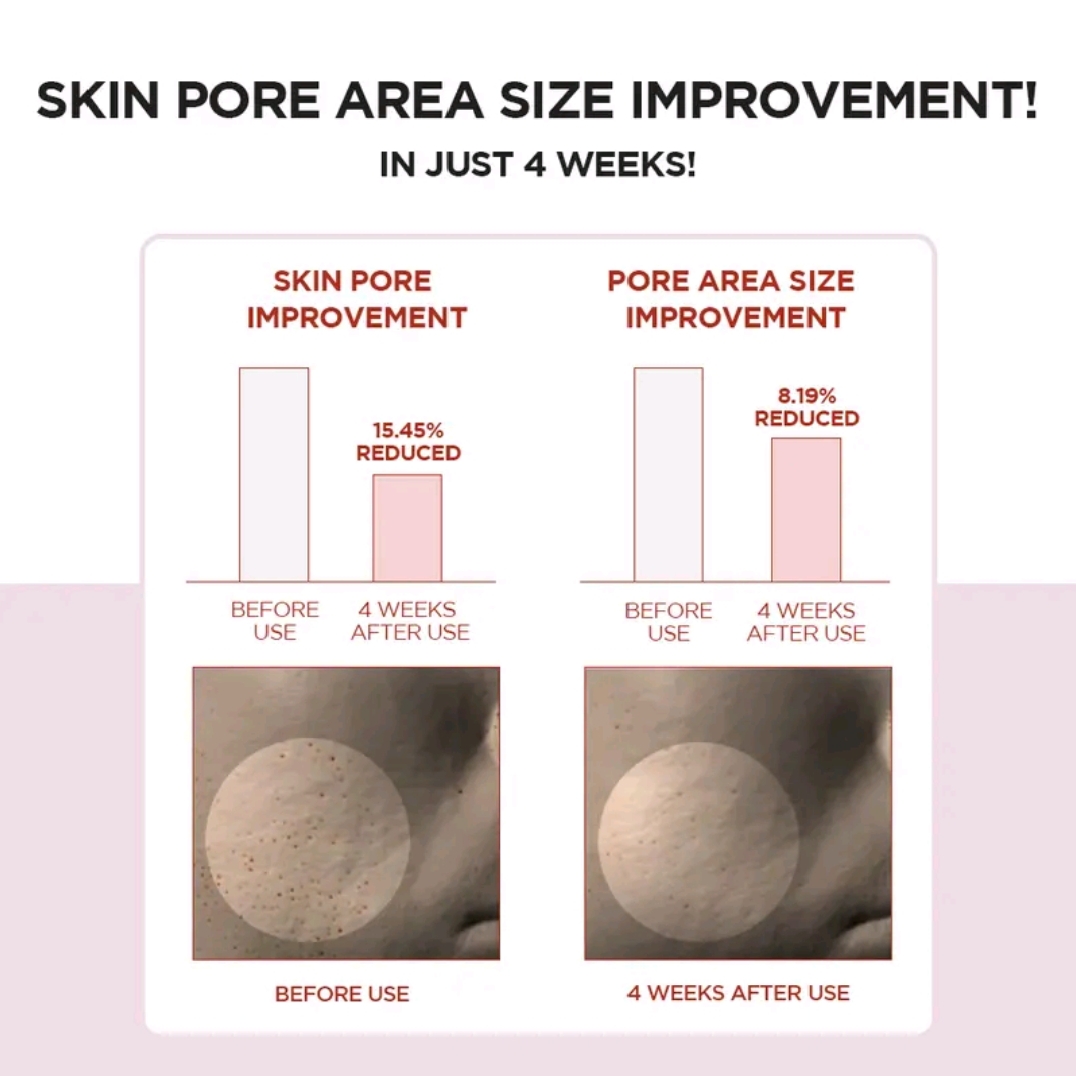 SKIN PORE AREA SIZE IMPROVEMENT!
IN JUST 4 WEEKS!
SKIN PORE
IMPROVEMENT
15.45%
REDUCED
BEFORE
USE
4 WEEKS
AFTER USE
PORE AREA SIZE
IMPROVEMENT
8.19%
REDUCED
BEFORE
USE
4 WEEKS
AFTER USE
BEFORE USE
4 WEEKS AFTER USE